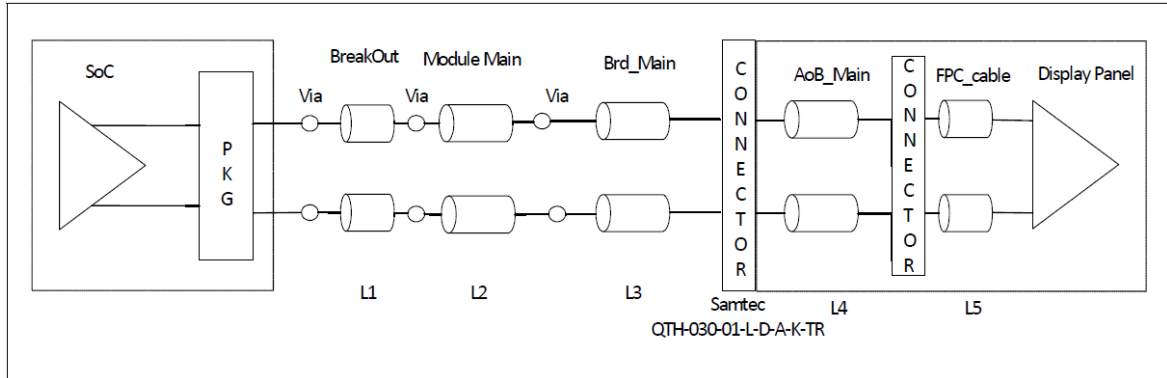 SoC
BreakOut
Module Main
Brd_Main
AoB_Main
FPC_cable
Display Panel
Via
Via
Via
PKG
CONNECTOR
CONNECTOR
L1
L2
L3
Samtec
QTH-030-01-L-D-A-K-TR
L4
L5